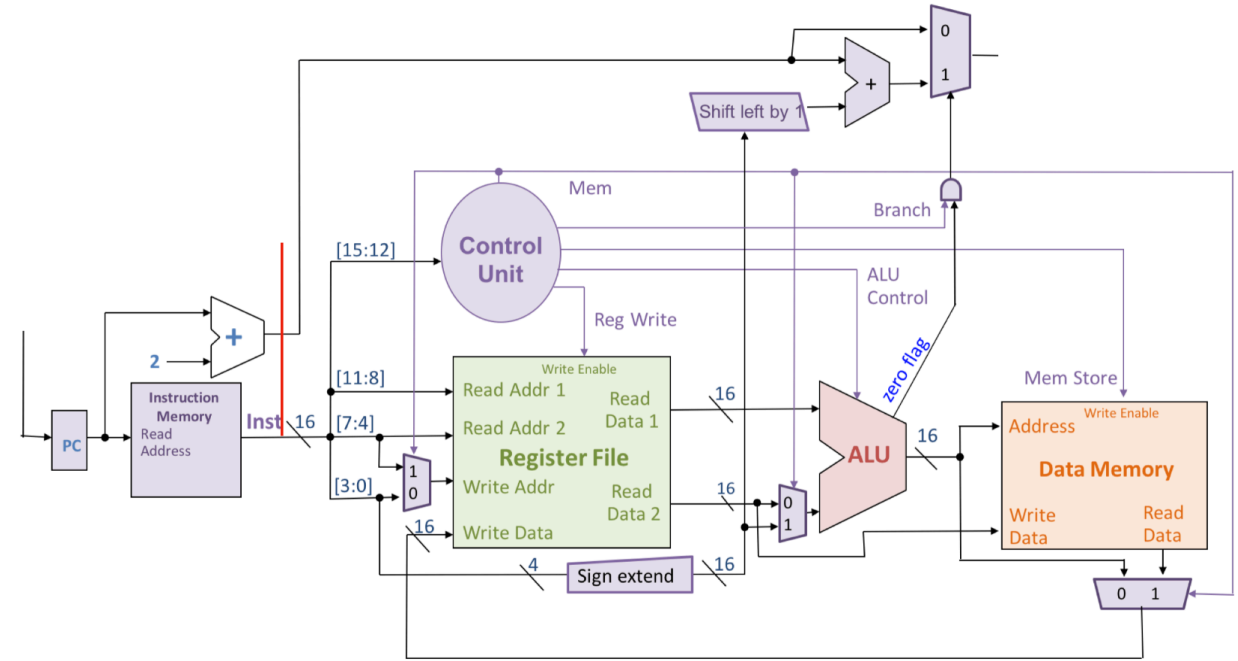 0
1
+
Shift left by 1
Mem
Branch
[15:12]
Control
Unit
ALU
Control
Reg Write
zero flag
+
2
Mem Store
Instruction
Memory
Read
Address
Inst
16
PC
[11:8]
[7:4]
[3:0]
1
0
Write Enable
Read Addr 1
Read
Data 1
Read Addr 2
Register File
Write Addr
Read
Data 2
Write Data
16
16
16
0
1
ALU
16
Write Enable
Address
Data Memory
Write
Data
Read
Data
4
Sign extend
16
0 1